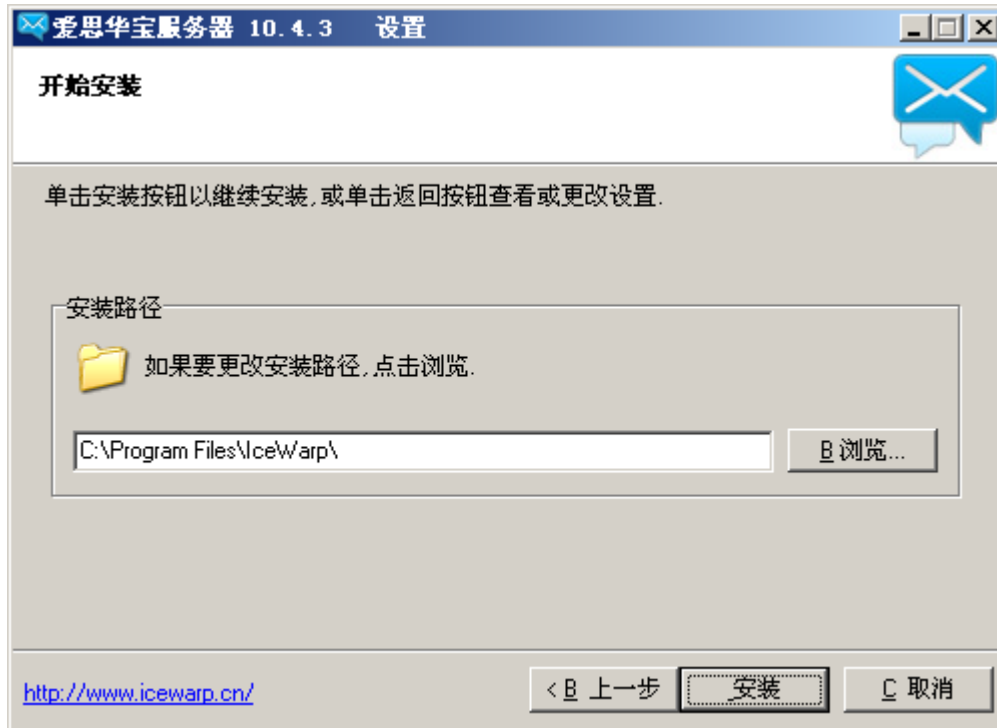 爱思华宝服务器 10.4.3 设置
开始安装
单击安装按钮以继续安装,或单击返回按钮查看或更改设置.
安装路径
如果要更改安装路径,点击浏览.
C:\Program Files\IceWarp\
B 浏览...
http://www.icewarp.cn/
< B 上一步
安装
C 取消